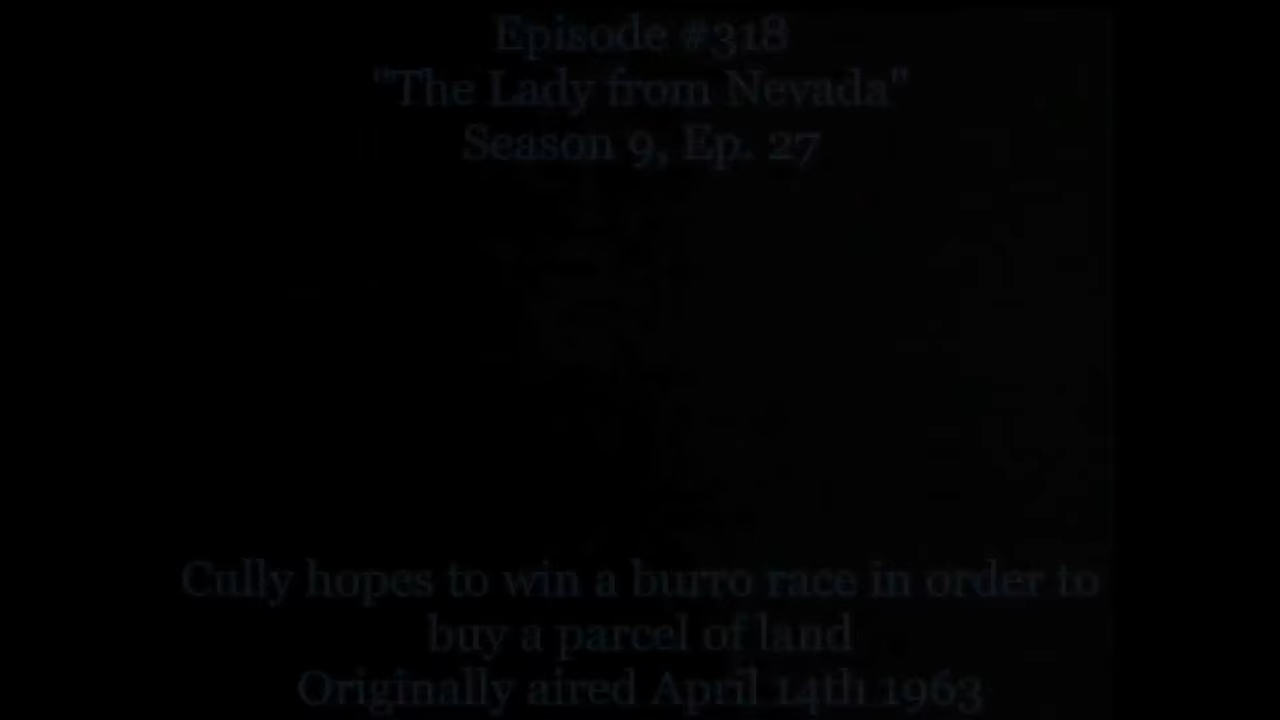 Episode #318
"The Lady from Nevada"
Season 9, Ep. 27
Cully hopes to win a burro race in order to
buy a parcel of land
Originally aired April 14th 1963